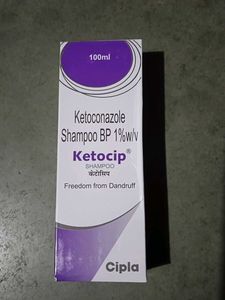 100ml
Ketoconazole
Shampoo BP 1%w/v
Ketocip®
SHAMPOO
केटोसिप
Freedom from Dandruff
Cipla